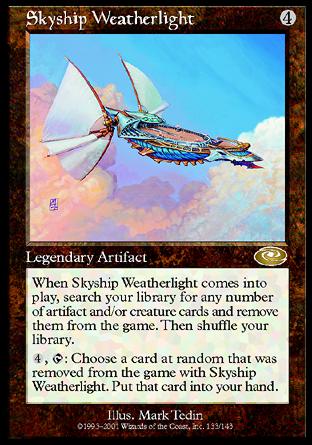 Skyship Weatherlight 4
Legendary Artifact
When Skyship Weatherlight comes into
play, search your library for any number
of artifact and/or creature cards and remove
them from the game. Then shuffle your
library.
4, : Choose a card at random that was
removed from the game with Skyship
Weatherlight. Put that card into your hand.
Illus. Mark Tedin
©1993-2001 Wizards of the Coast, Inc. 133/143